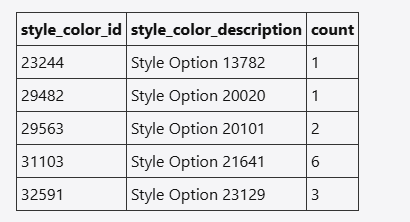 style_color_id style_color_description count
23244 Style Option 13782 1
29482 Style Option 20020 1
29563 Style Option 20101 2
31103 Style Option 21641 6
32591 Style Option 23129 3